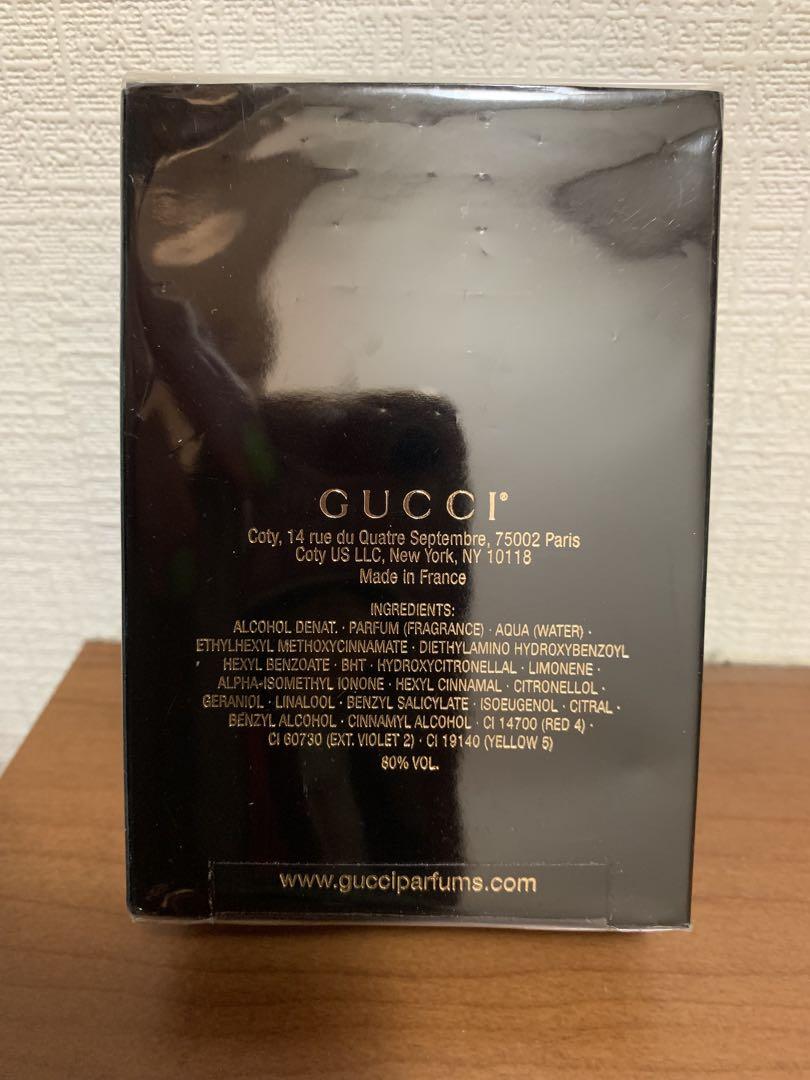 GUCCI®
Coty, 14 rue du Quatre Septembre, 75002 Paris
Coty US LLC, New York, NY 10118
Made in France
INGREDIENTS:
ALCOHOL DENAT. · PARFUM (FRAGRANCE) · AQUA (WATER) ·
ETHYLHEXYL METHOXYCINNAMATE · DIETHYLAMINO HYDROXYBENZOYL
HEXYL BENZOATE · BHT · HYDROXYCITRONELLAL · LIMONENE ·
ALPHA-ISOMETHYL IONONE · HEXYL CINNAMAL · CITRONELLOL ·
GERANIOL · LINALOOL · BENZYL SALICYLATE · ISOEUGENOL · CITRAL ·
BENZYL ALCOHOL · CINNAMYL ALCOHOL · CI 14700 (RED 4) ·
CI 60730 (EXT. VIOLET 2) · CI 19140 (YELLOW 5)
80% VOL.
www.gucciparfums.com